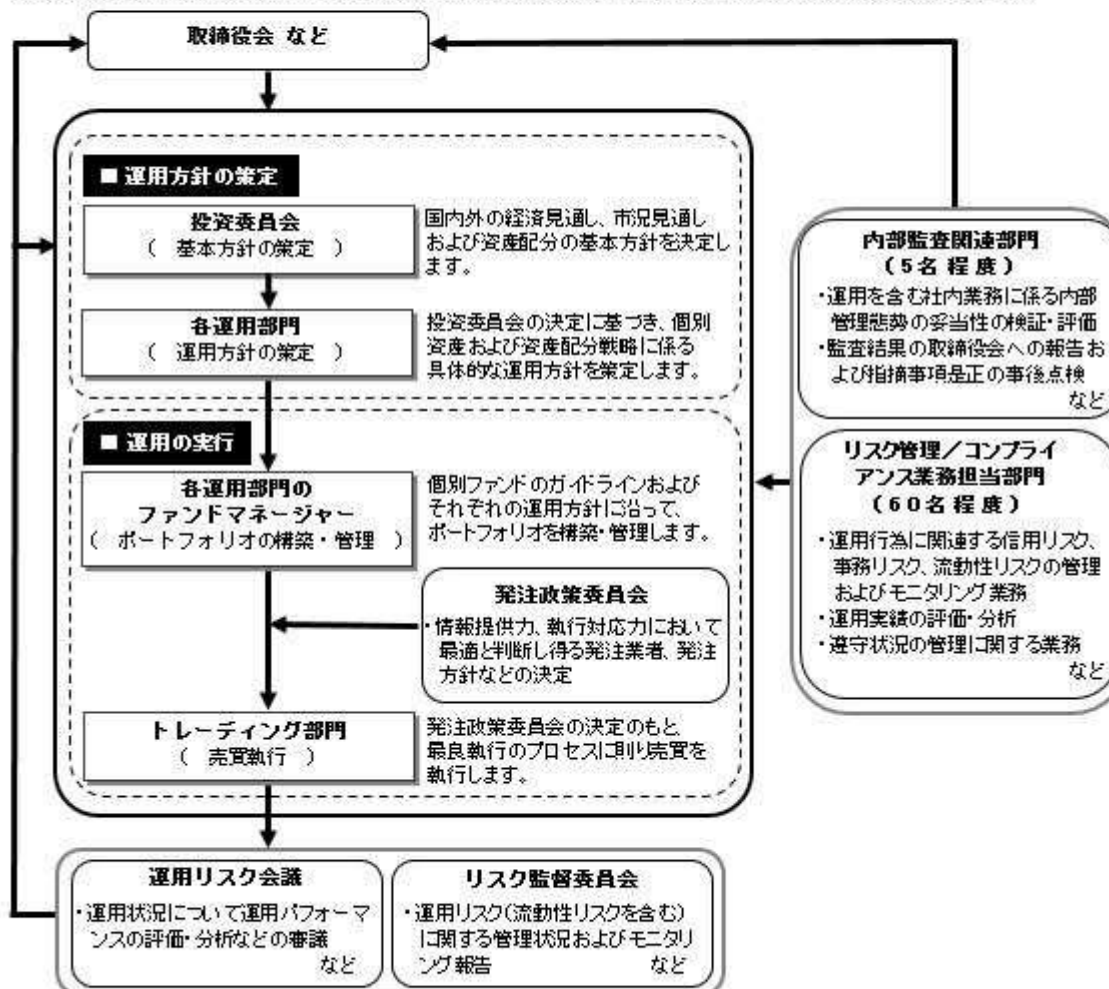 取締役会 など
■ 運用方針の策定
投資委員会
( 基本方針の策定 )
国内外の経済見通し、市況見通し
および資産配分の基本方針を決定し
ます。
各運用部門
( 運用方針の策定 )
投資委員会の決定に基づき、個別
資産および資産配分戦略に係る
具体的な運用方針を策定します。
■ 運用の実行
各運用部門の
ファンドマネージャー
( ポートフォリオの構築・管理 )
個別ファンドのガイドラインおよび
それぞれの運用方針に沿って、
ポートフォリオを構築・管理します。
発注政策委員会
・情報提供力、執行対応力において
最適と判断し得る発注業者、発注
方針などの決定
トレーディング部門
( 売買執行 )
発注政策委員会の決定のもと、
最良執行のプロセスに則り売買を
執行します。
内部監査関連部門
(5名程度)
・運用を含む社内業務に係る内部
管理態勢の妥当性の検証・評価
・監査結果の取締役会への報告お
よび指摘事項是正の事後点検
など
リスク管理/コンプライ
アンス業務担当部門
(60名程度)
・運用行為に関連する信用リスク、
事務リスク、流動性リスクの管理
およびモニタリング業務
・運用実績の評価・分析
・遵守状況の管理に関する業務
など
運用リスク会議
・運用状況について運用パフォーマ
ンスの評価・分析などの審議
など
リスク監督委員会
・運用リスク(流動性リスクを含む)
に関する管理状況およびモニタリ
ング報告 など